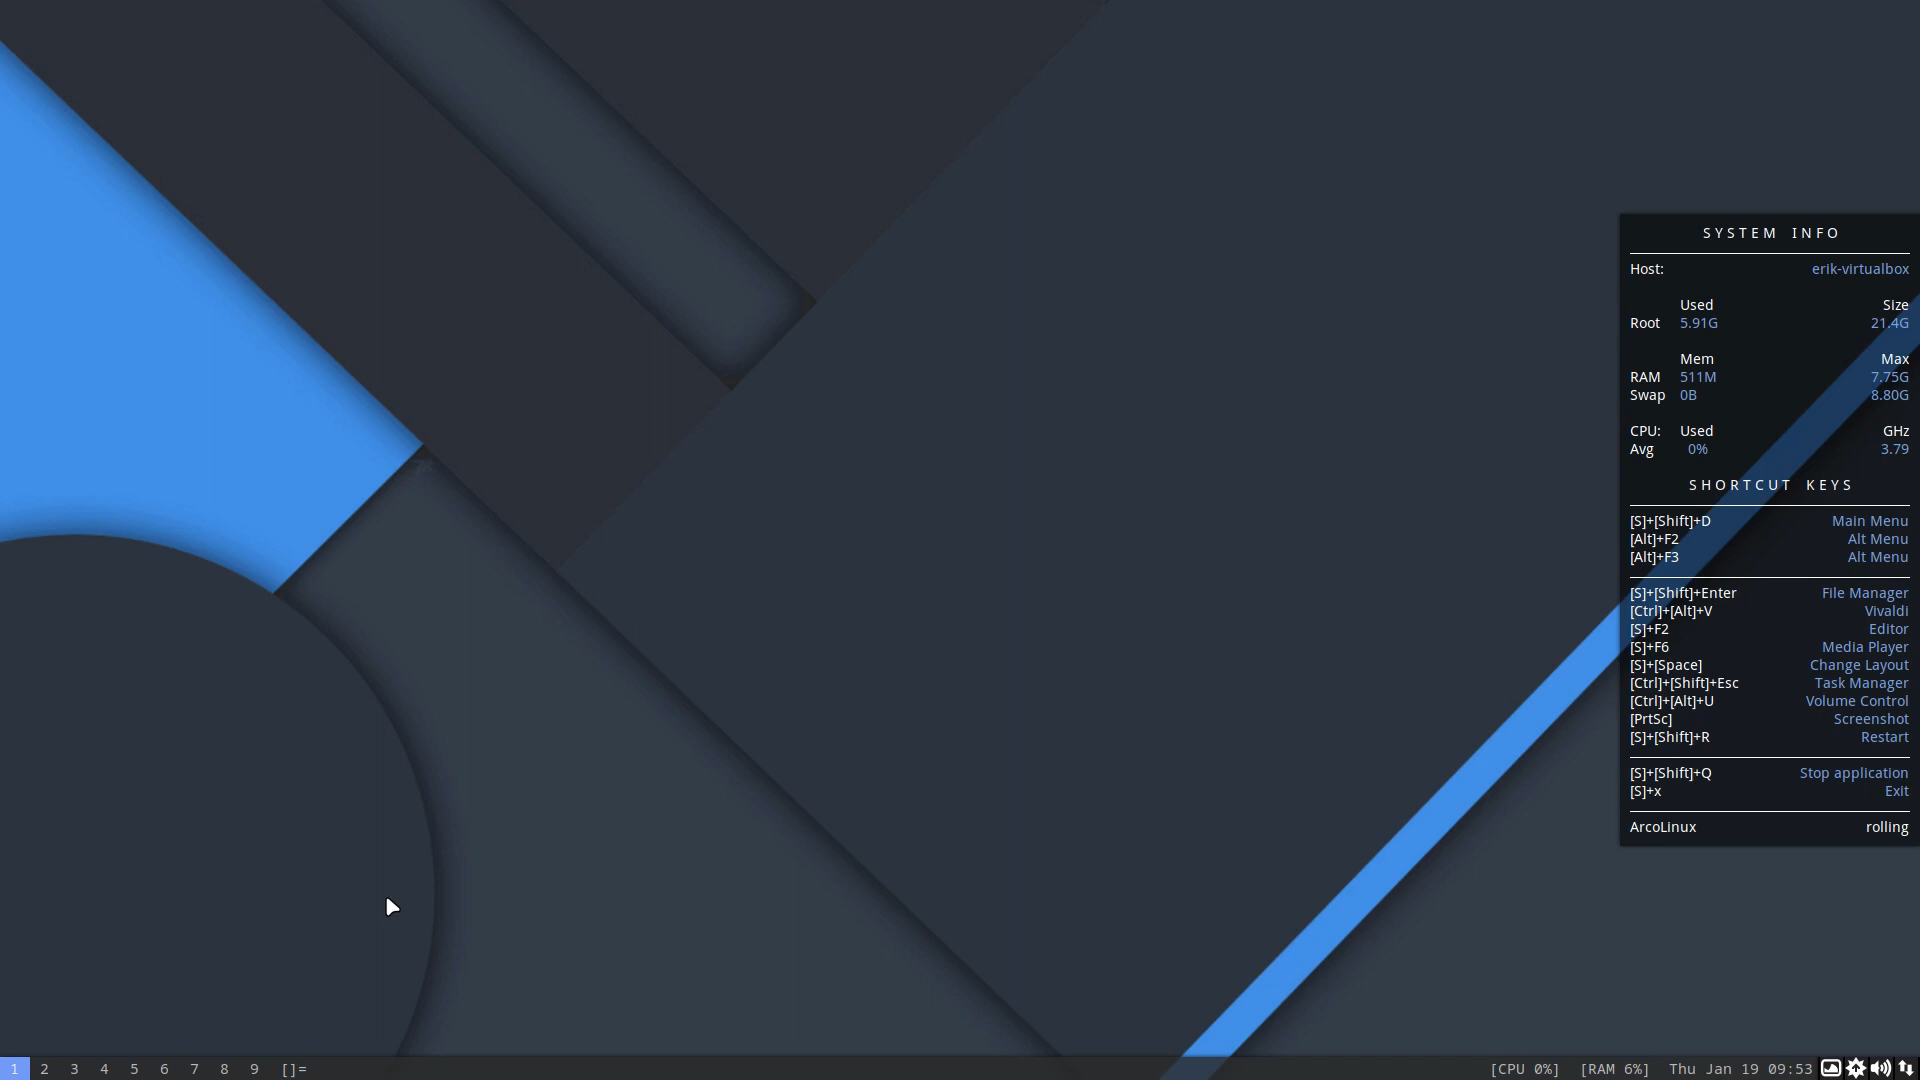 SYSTEM INFO
Host: erik-virtualbox
Used Size
Root 5.91G 21.4G
Mem Max
RAM 511M 7.75G
Swap 0B 8.80G
CPU: Used GHz
Avg 0% 3.79
SHORTCUT KEYS
[S]+[Shift]+D Main Menu
[Alt]+F2 Alt Menu
[Alt]+F3 Alt Menu
[S]+[Shift]+Enter File Manager
[Ctrl]+[Alt]+V Vivaldi
[S]+F2 Editor
[S]+F6 Media Player
[S]+[Space] Change Layout
[Ctrl]+[Shift]+Esc Task Manager
[Ctrl]+[Alt]+U Volume Control
[PrtSc] Screenshot
[S]+[Shift]+R Restart
[S]+[Shift]+Q Stop application
[S]+x Exit
ArcoLinux rolling
1 2 3 4 5 6 7 8 9 []= [CPU 0%] [RAM 6%] Thu Jan 19 09:53